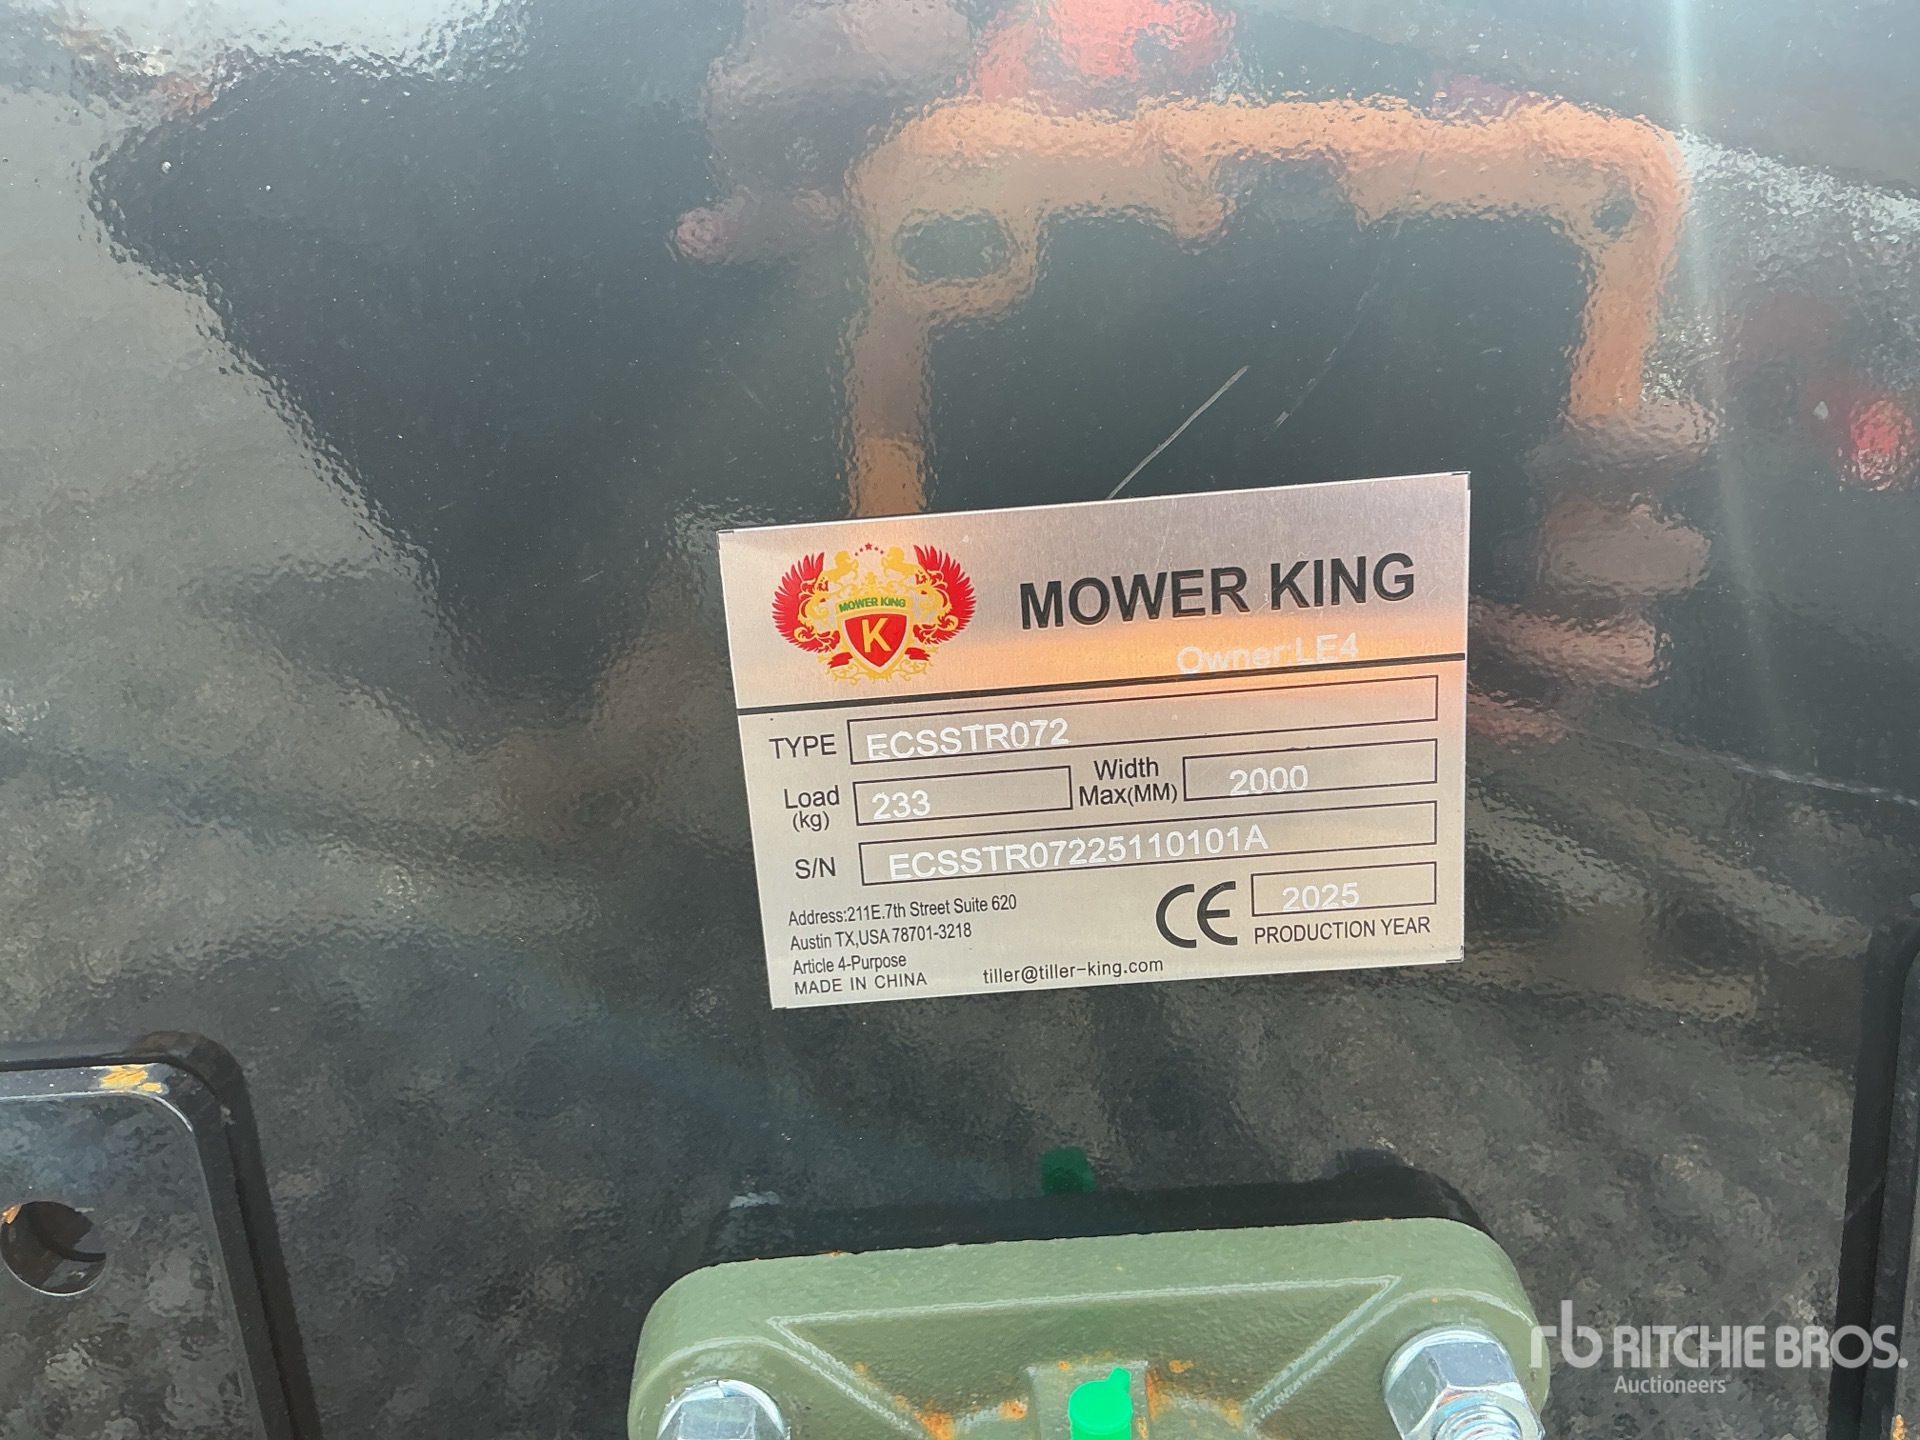 MOWER KING
K
MOWER KING
Owner:LE4
TYPE ECSSTR072
Load (kg) 233 Width Max(MM) 2000
S/N ECSSTR07225110101A
Address:211E.7th Street Suite 620
Austin TX,USA 78701-3218
Article 4-Purpose
MADE IN CHINA tiller@tiller-king.com
CE 2025
PRODUCTION YEAR
rb RITCHIE BROS.
Auctioneers